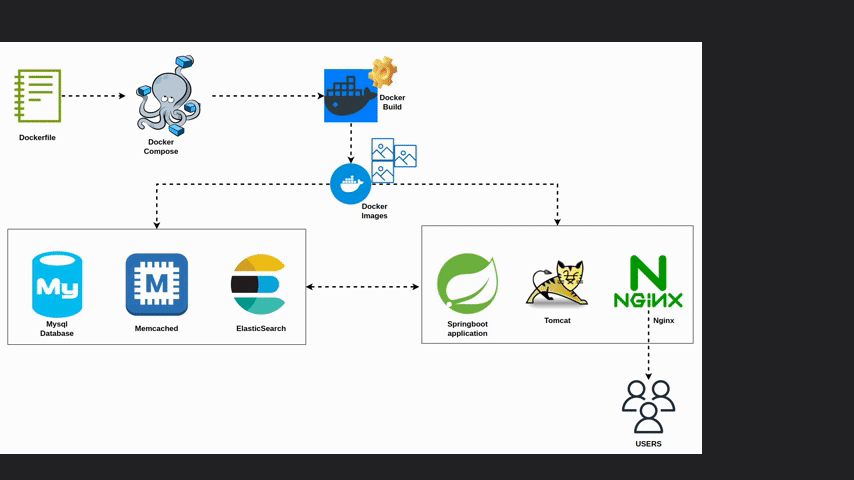 Dockerfile
Docker
Compose
Docker
Build
Docker
Images
My
Mysql
Database
M
Memcached
ElasticSearch
Springboot
application
Tomcat
N
NGiNX
Nginx
USERS